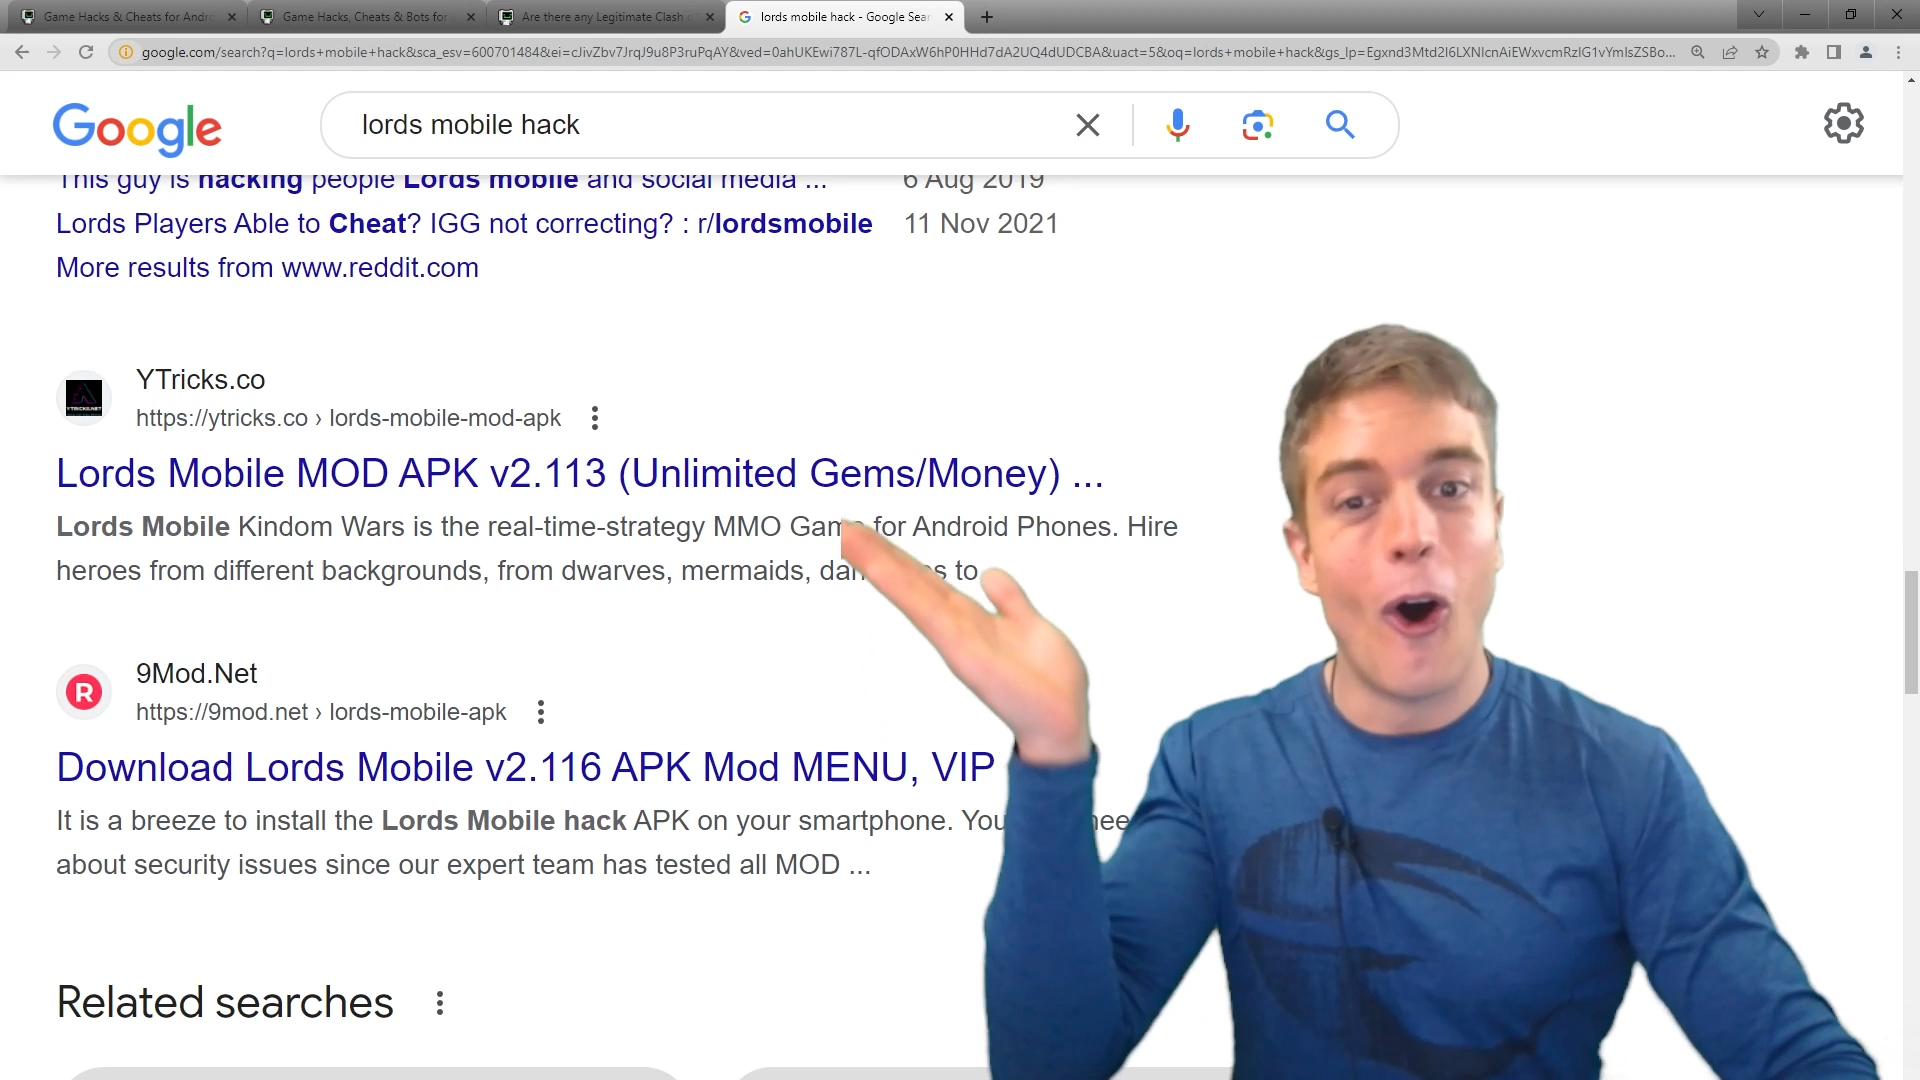 Game Hacks & Cheats for Andr
Game Hacks, Cheats & Bots for
Are there any Legitimate Clash o
lords mobile hack - Google Sear
google.com/search?q=lords+mobile+hack&sca_esv=600701484&ei=cJivZbv7JrqJ9u8P3ruPqAY&ved=0ahUKEwi787L-qfODAxW6hP0HHd7dA2UQ4dUDCBA&uact=5&oq=lords+mobile+hack&gs_lp=Egxnd3Mtd2l6LXNlcnAiEWxvcmRzIG1vYmlsZSBo...
Google
lords mobile hack
This guy is hacking people Lords mobile and social media ... 6 Aug 2019
Lords Players Able to Cheat? IGG not correcting? : r/lordsmobile 11 Nov 2021
More results from www.reddit.com
YTricks.co
https://ytricks.co › lords-mobile-mod-apk
Lords Mobile MOD APK v2.113 (Unlimited Gems/Money) ...
Lords Mobile Kindom Wars is the real-time-strategy MMO Game for Android Phones. Hire
heroes from different backgrounds, from dwarves, mermaids, dar s to
9Mod.Net
https://9mod.net › lords-mobile-apk
R
Download Lords Mobile v2.116 APK Mod MENU, VIP
It is a breeze to install the Lords Mobile hack APK on your smartphone. You nee
about security issues since our expert team has tested all MOD ...
Related searches